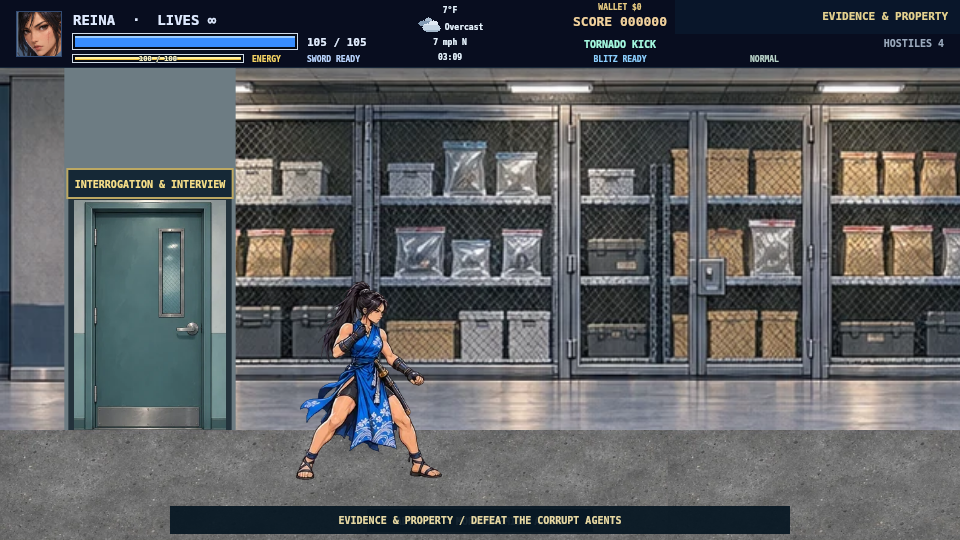 REINA · LIVES ∞
105 / 105
100 / 100
ENERGY
SWORD READY
7°F
Overcast
7 mph N
03:09
WALLET $0
SCORE 000000
TORNADO KICK
BLITZ READY
NORMAL
EVIDENCE & PROPERTY
HOSTILES 4
INTERROGATION & INTERVIEW
EVIDENCE & PROPERTY / DEFEAT THE CORRUPT AGENTS